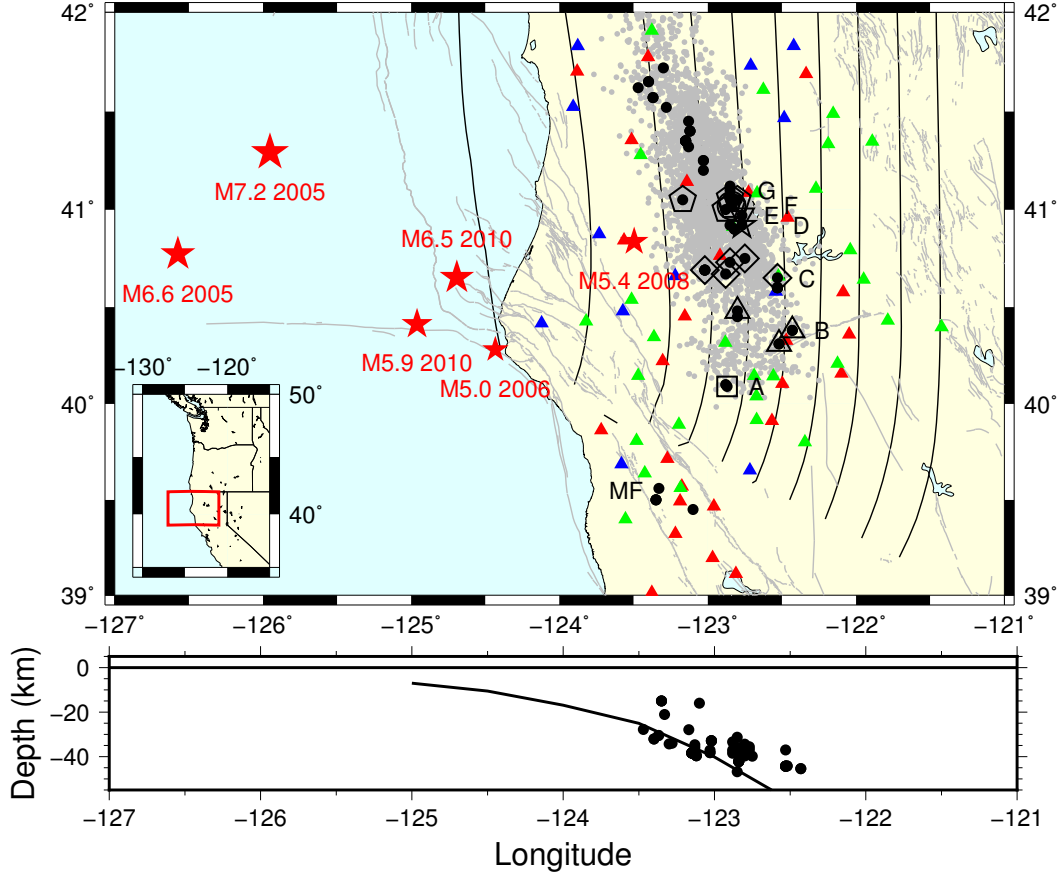 42˚
42˚
41˚
41˚
40˚
40˚
39˚
39˚
−127
−126
−125
−124
−123
−122
−121
M7.2 2005
M6.6 2005
M6.5 2010
M5.4 2008
M5.9 2010
M5.0 2006
G
F
E
D
C
B
A
MF
−130˚
−120˚
50˚
40˚
0
−20
−40
Depth (km)
−127
−126
−125
−124
−123
−122
−121
Longitude